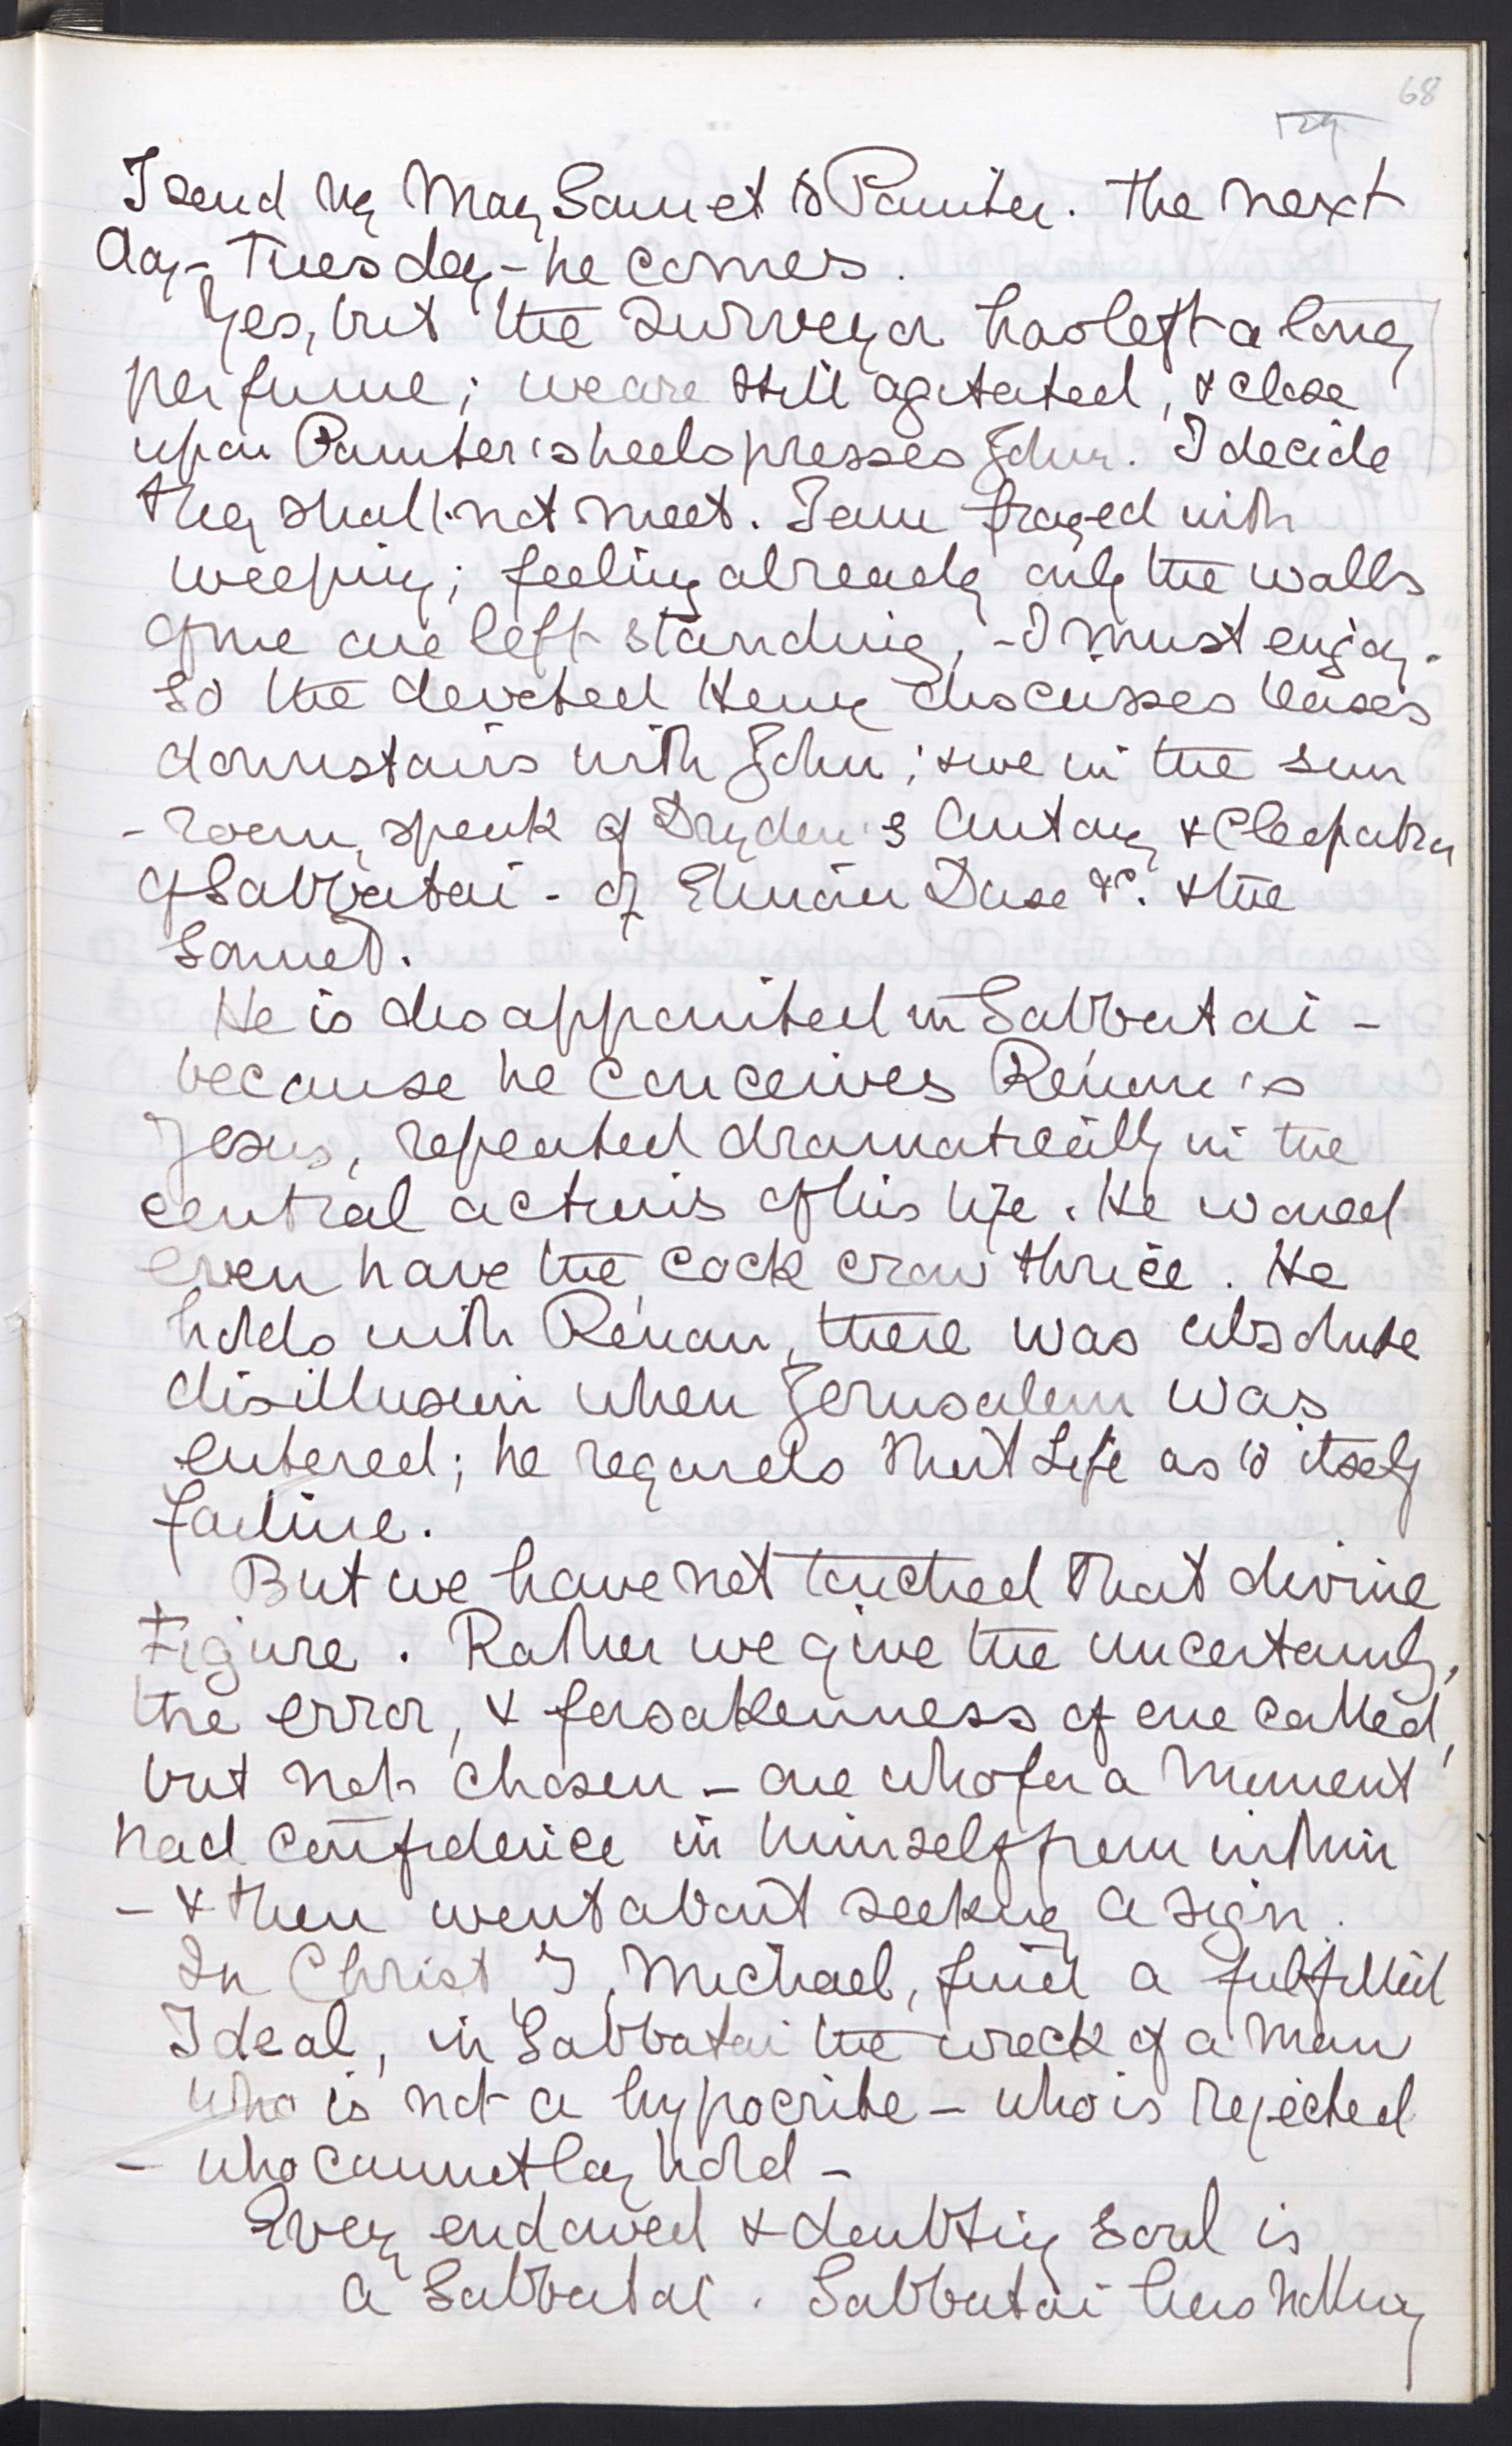 68
I send my May Sonnet to Painter. The next
day – Tuesday – he comes.
Yes, but the Surveyor has left a long
perfume; we are still agitated, & close
upon Painter's heels presses John. I decide
they shall not meet. I am frayed with
weeping; feeling already only the walls
of me are left standing, – I must enjoy.
So the devoted Henry discusses leases
downstairs with John; & we in the sun
– room, speak of Dryden's Antony & Cleopatra
of Sabbatai – of Duse &c. & the
Sonnet.
He is disappointed in Sabbatai –
because he conceives Rénan's
Jesus, repeated dramatically in the
central actions of his life. He would
even have the cock crow thrice. He
holds with Rénan, there was absolute
disillusion when Jerusalem was
entered; he regards that Life as to itself
failure.
But we have not touched that divine
Figure. Rather we give the uncertainty,
the error, & forsakenness of one called,
but not chosen – one who for a moment
had confidence in himself from within
– & then went about seeking a sign.
In Christ I, Michael, find a fulfilled
Ideal, in Sabbatai the wreck of a man
who is not a hypocrite – who is rejected
– who cannot lay hold –
Every endowed & doubting soul is
a Sabbatai. Sabbatai has nothing